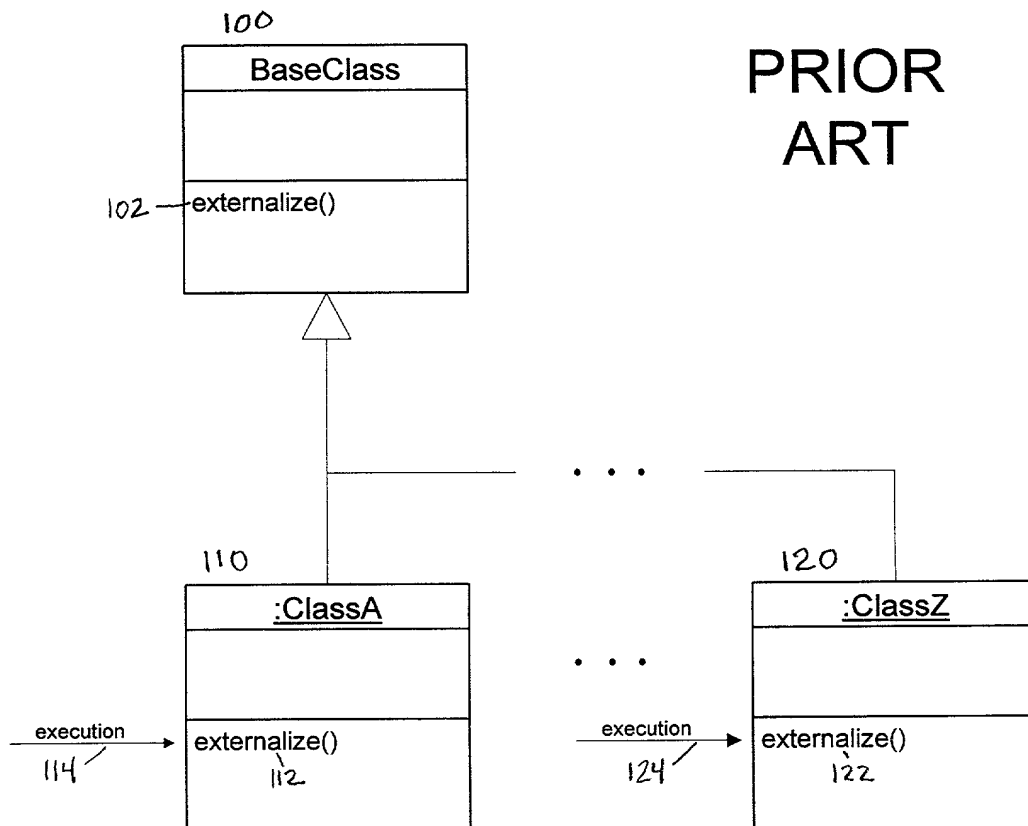 100
BaseClass
PRIOR
ART
102
externalize()
110
120
:ClassA
:ClassZ
execution
externalize()
execution
externalize()
114
112
124
122